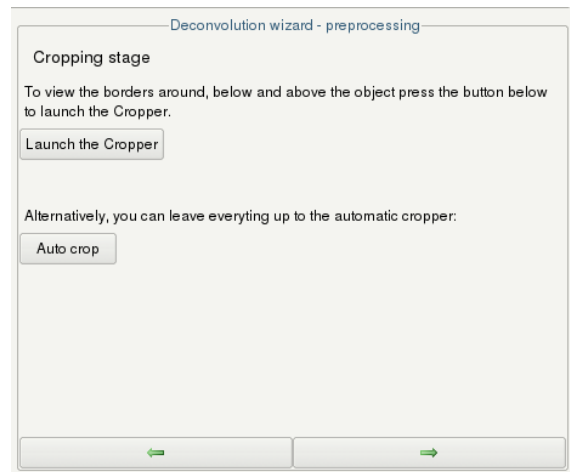 Deconvolution wizard - preprocessing
Cropping stage
To view the borders around, below and above the object press the button below
to launch the Cropper.
Launch the Cropper
Alternatively, you can leave everyting up to the automatic cropper:
Auto crop